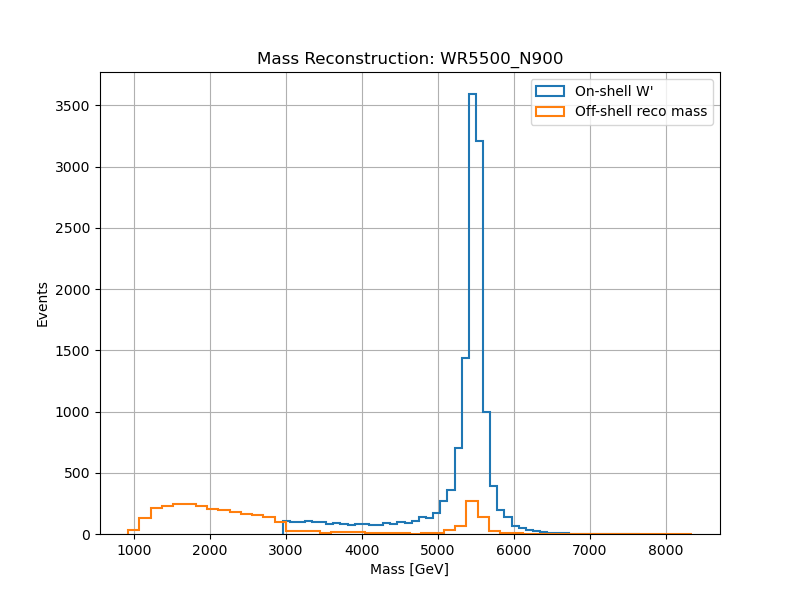 Mass Reconstruction: WR5500_N900
On-shell W'
Off-shell reco mass
3500
3000
2500
2000
1500
1000
500
0
Events
1000 2000 3000 4000 5000 6000 7000 8000
Mass [GeV]